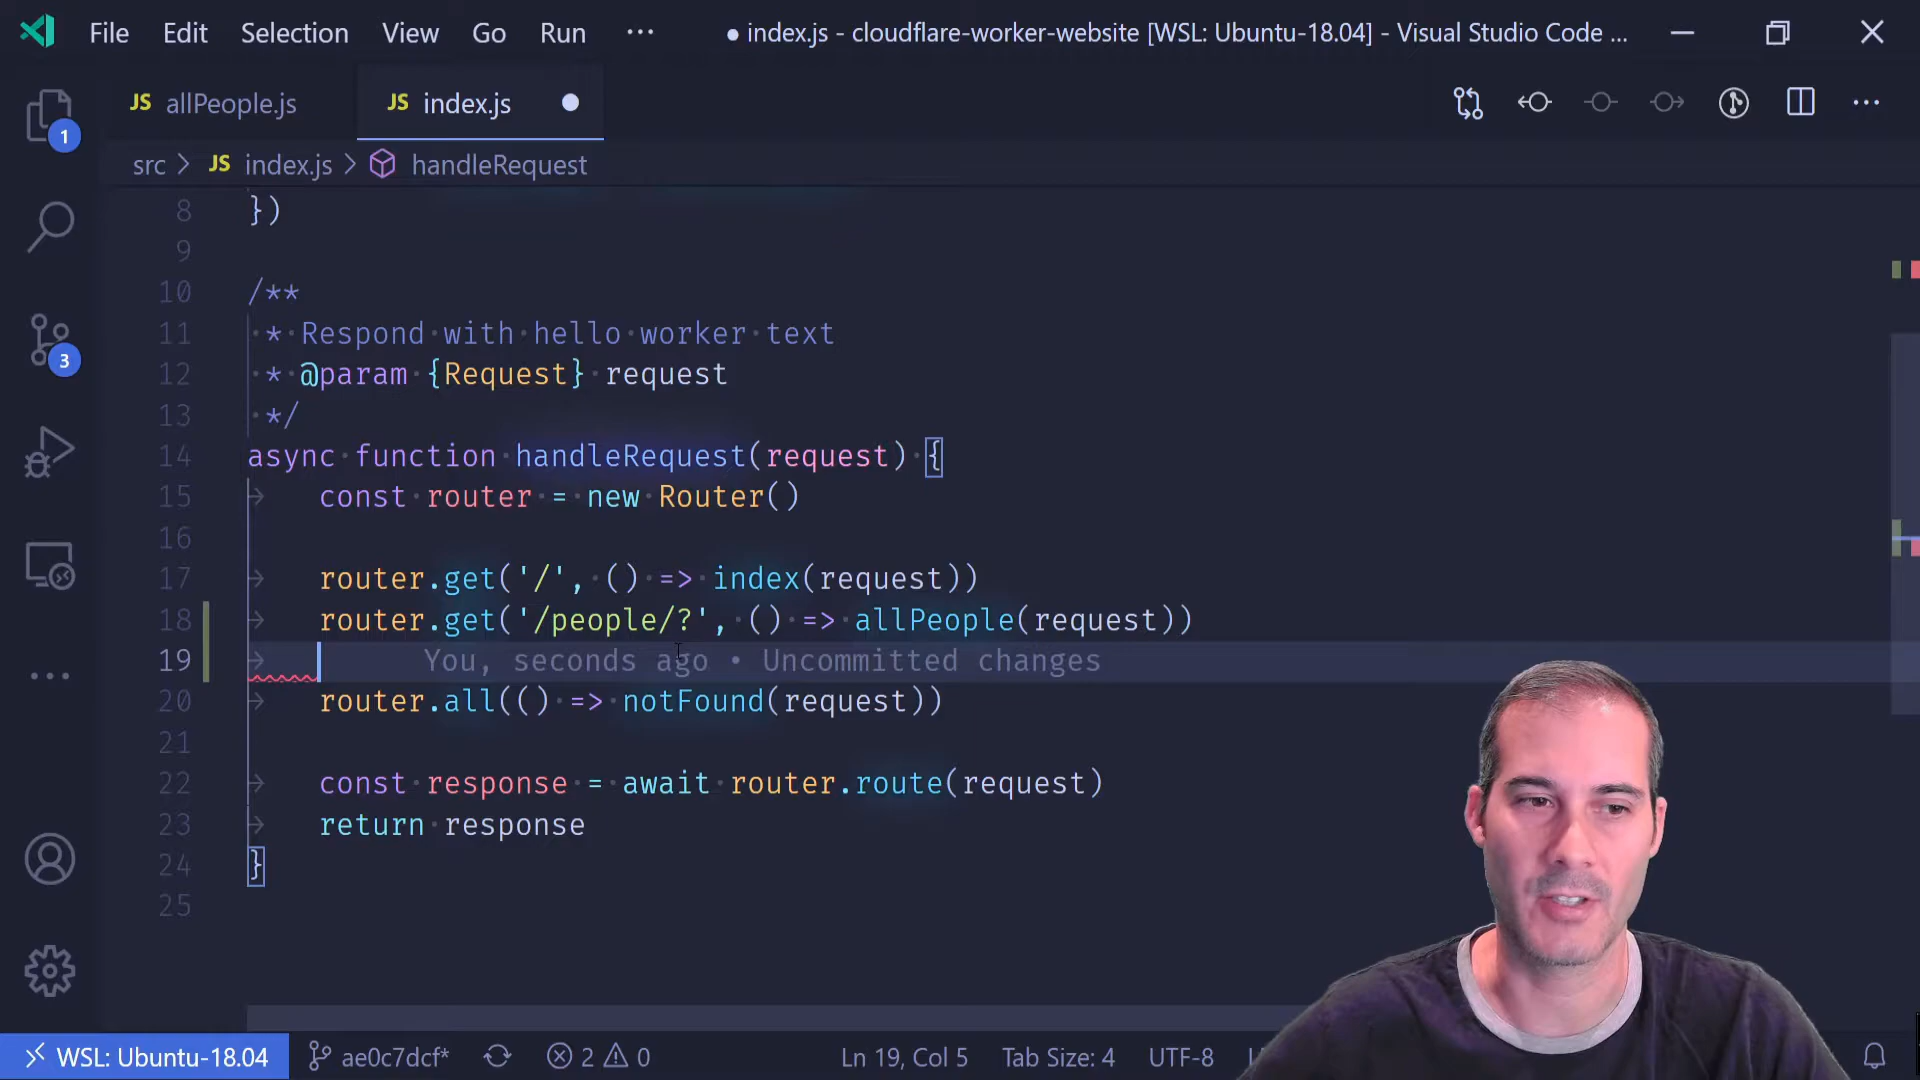 File Edit Selection View Go Run ··· ● index.js - cloudflare-worker-website [WSL: Ubuntu-18.04] - Visual Studio Code ...
JS allPeople.js JS index.js ●
src > JS index.js > handleRequest
1
3
8 })
9
10 /**
11 * Respond with hello worker text
12 * @param {Request} request
13 */
14 async function handleRequest(request) {
15 const router = new Router()
16
17 router.get('/', () => index(request))
18 router.get('/people/?', () => allPeople(request))
19 You, seconds ago • Uncommitted changes
20 router.all(() => notFound(request))
21
22 const response = await router.route(request)
23 return response
24 }
25
WSL: Ubuntu-18.04 ae0c7dcf* 2 0 Ln 19, Col 5 Tab Size: 4 UTF-8